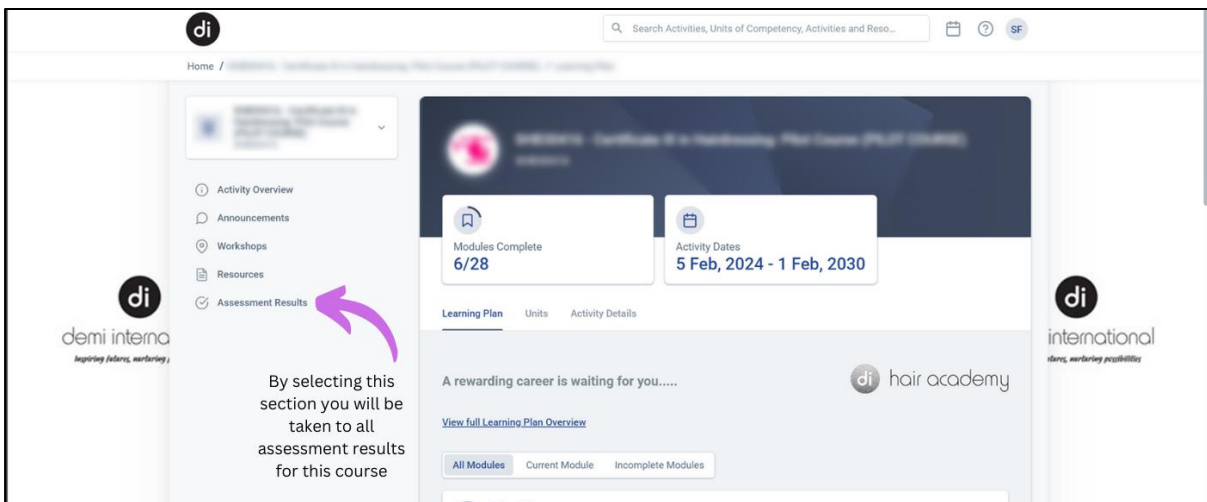 di
Search Activities, Units of Competency, Activities and Reso...
SF
Home /
Activity Overview
Announcements
Workshops
Resources
Assessment Results
Modules Complete
6/28
Activity Dates
5 Feb, 2024 - 1 Feb, 2030
Learning Plan Units Activity Details
A rewarding career is waiting for you.....
di hair academy
View full Learning Plan Overview
All Modules Current Module Incomplete Modules
By selecting this
section you will be
taken to all
assessment results
for this course
di
demi interna
Inspiring futures, nurturing
di
international
nurturing possibilities